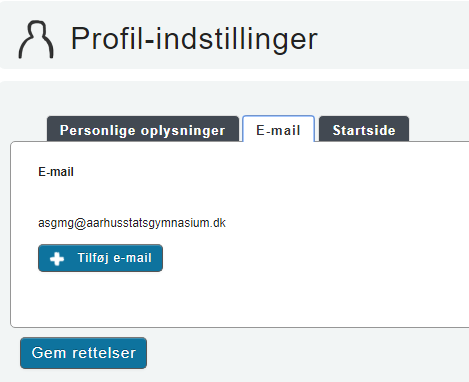 Profil-indstillinger
Personlige oplysninger
E-mail
Startside
E-mail
asgmg@aarhusstatsgymnasium.dk
Tilføj e-mail
Gem rettelser